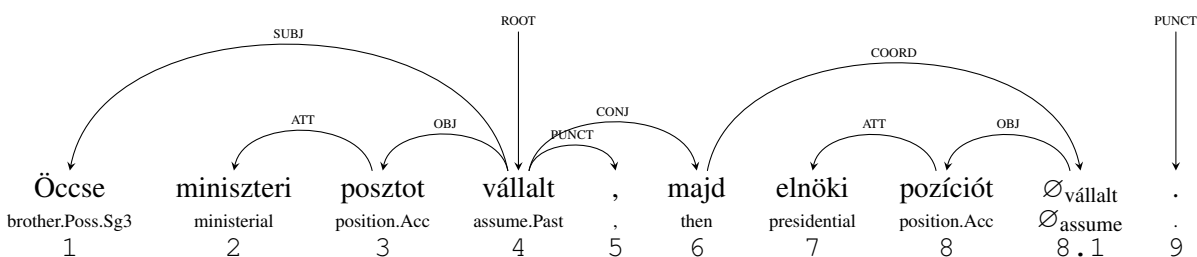 ROOT PUNCT
SUBJ COORD
ATT OBJ PUNCT CONJ ATT OBJ
Öccse miniszteri posztot vállalt , majd elnöki pozíciót ∅vállalt .
brother.Poss.Sg3 ministerial position.Acc assume.Past , then presidential position.Acc ∅assume .
1 2 3 4 5 6 7 8 8.1 9